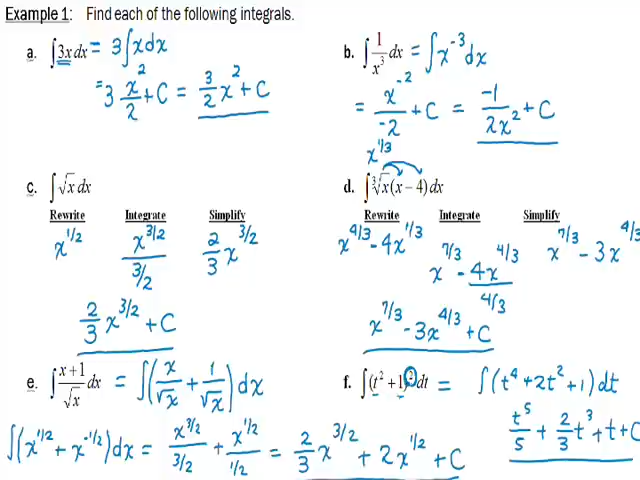 Example 1: Find each of the following integrals.
a. ∫3x dx = 3∫x dx
= 3 x²/2 + C = 3/2 x² + C
b. ∫ 1/x³ dx = ∫x⁻³ dx
= x⁻²/-2 + C = -1/2x² + C
c. ∫√x dx
Rewrite Integrate Simplify
x^1/2 x^3/2 / 3/2 2/3 x^3/2
2/3 x^3/2 + C
x^1/3
d. ∫∛x(x − 4)dx
Rewrite Integrate Simplify
x^4/3 − 4x^1/3 x^7/3 − 4x^4/3 x^7/3 − 3x^4/3
x^7/3 − 3x^4/3 + C^4/3
e. ∫ x+1/√x dx = ∫(x/√x + 1/√x)dx
∫(x^1/2 + x^-1/2)dx = x^3/2 / 3/2 + x^1/2 / 1/2 = 2/3 x^3/2 + 2x^1/2 + C
f. ∫(t² + 1)² dt = ∫(t⁴ + 2t² + 1)dt
t⁵/5 + 2/3 t³ + t + C